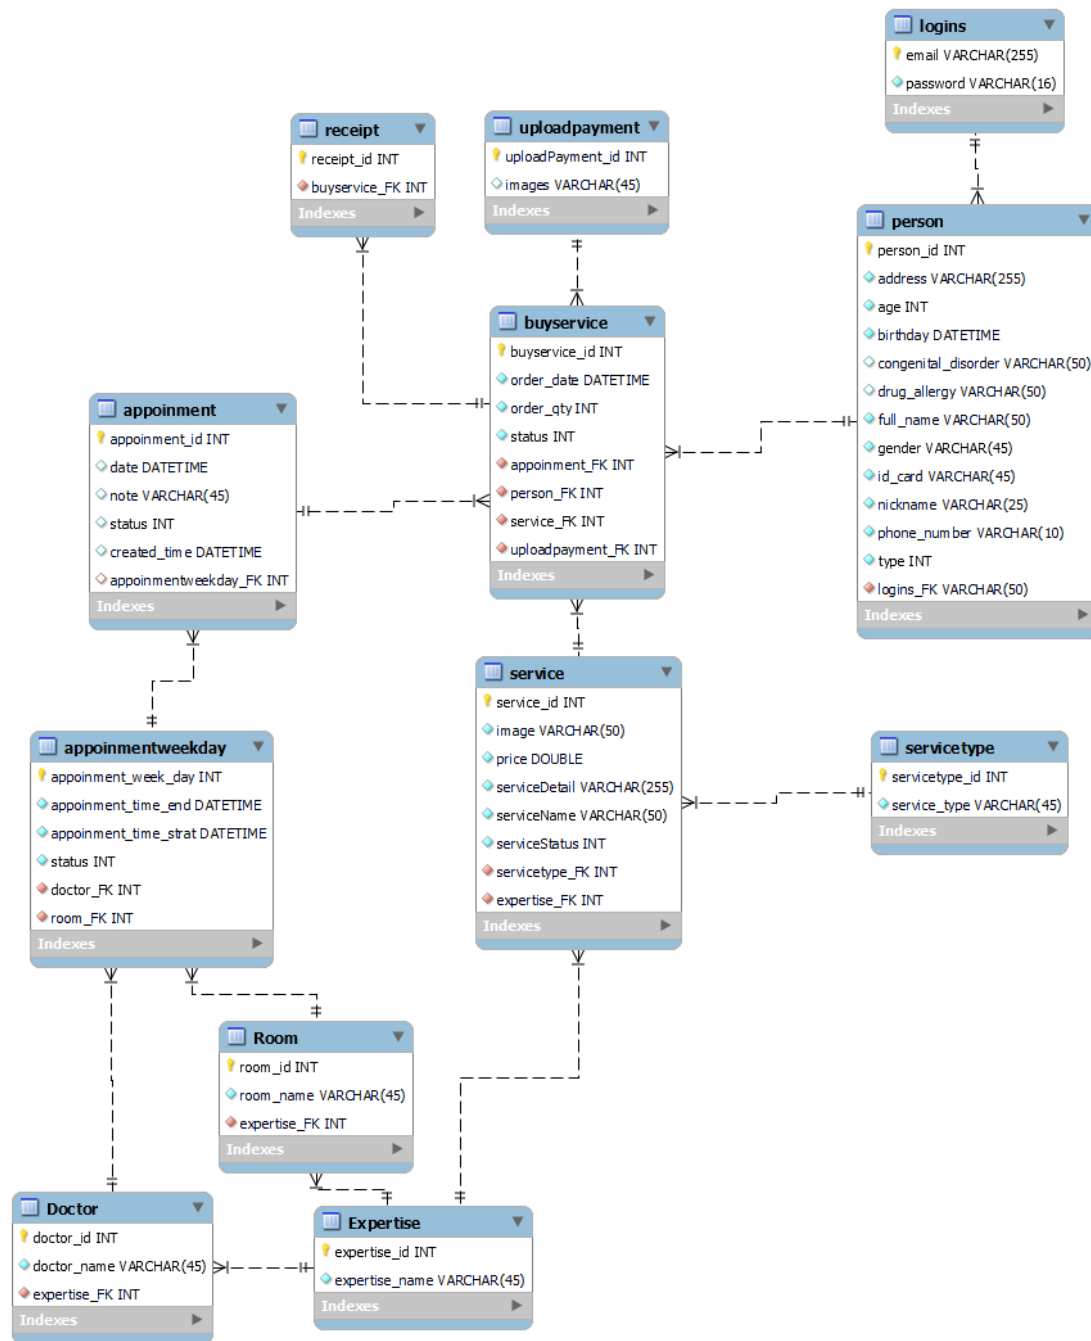 logins
email VARCHAR(255)
password VARCHAR(16)
Indexes
receipt
receipt_id INT
buyservice_FK INT
Indexes
uploadpayment
uploadPayment_id INT
images VARCHAR(45)
Indexes
person
person_id INT
address VARCHAR(255)
age INT
birthday DATETIME
congenital_disorder VARCHAR(50)
drug_allergy VARCHAR(50)
full_name VARCHAR(50)
gender VARCHAR(45)
id_card VARCHAR(45)
nickname VARCHAR(25)
phone_number VARCHAR(10)
type INT
logins_FK VARCHAR(50)
Indexes
buyservice
buyservice_id INT
order_date DATETIME
order_qty INT
status INT
appoinment_FK INT
person_FK INT
service_FK INT
uploadpayment_FK INT
Indexes
appoinment
appoinment_id INT
date DATETIME
note VARCHAR(45)
status INT
created_time DATETIME
appoinmentweekday_FK INT
Indexes
service
service_id INT
image VARCHAR(50)
price DOUBLE
serviceDetail VARCHAR(255)
serviceName VARCHAR(50)
serviceStatus INT
servicetype_FK INT
expertise_FK INT
Indexes
servicetype
servicetype_id INT
service_type VARCHAR(45)
Indexes
appoinmentweekday
appoinment_week_day INT
appoinment_time_end DATETIME
appoinment_time_strat DATETIME
status INT
doctor_FK INT
room_FK INT
Indexes
Room
room_id INT
room_name VARCHAR(45)
expertise_FK INT
Indexes
Doctor
doctor_id INT
doctor_name VARCHAR(45)
expertise_FK INT
Indexes
Expertise
expertise_id INT
expertise_name VARCHAR(45)
Indexes